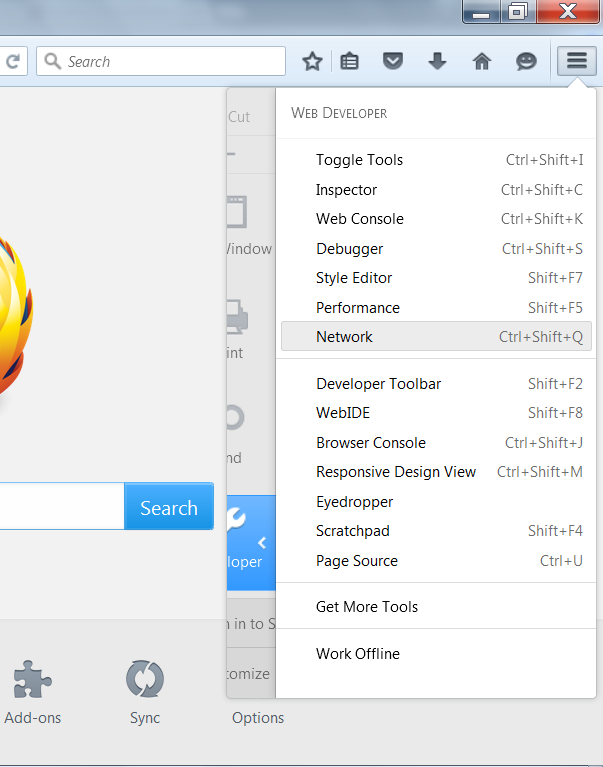 Search
Cut
WEB DEVELOPER
Toggle Tools Ctrl+Shift+I
Inspector Ctrl+Shift+C
Web Console Ctrl+Shift+K
Debugger Ctrl+Shift+S
Style Editor Shift+F7
Performance Shift+F5
Network Ctrl+Shift+Q
Developer Toolbar Shift+F2
WebIDE Shift+F8
Browser Console Ctrl+Shift+J
Responsive Design View Ctrl+Shift+M
Eyedropper
Scratchpad Shift+F4
Page Source Ctrl+U
Get More Tools
Work Offline
Window
int
nd
loper
n in to S
tomize
Search
Add-ons
Sync
Options